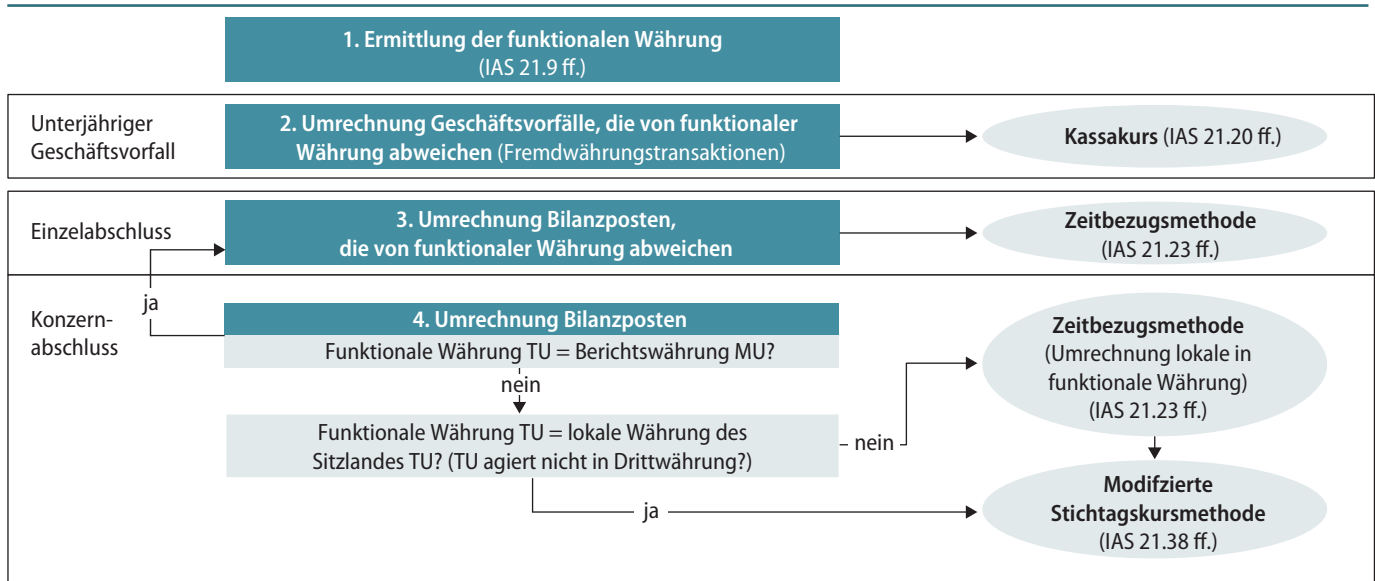 1. Ermittlung der funktionalen Währung
(IAS 21.9 ff.)
Unterjähriger
Geschäftsvorfall
2. Umrechnung Geschäftsvorfälle, die von funktionaler
Währung abweichen (Fremdwährungstransaktionen)
Kassakurs (IAS 21.20 ff.)
Einzelabschluss
3. Umrechnung Bilanzposten,
die von funktionaler Währung abweichen
Zeitbezugsmethode
(IAS 21.23 ff.)
ja
Konzern-
abschluss
4. Umrechnung Bilanzposten
Funktionale Währung TU = Berichtswährung MU?
nein
Funktionale Währung TU = lokale Währung des
Sitzlandes TU? (TU agiert nicht in Drittwährung?)
nein
Zeitbezugsmethode
(Umrechnung lokale in
funktionale Währung)
(IAS 21.23 ff.)
ja
Modifzierte
Stichtagskursmethode
(IAS 21.38 ff.)